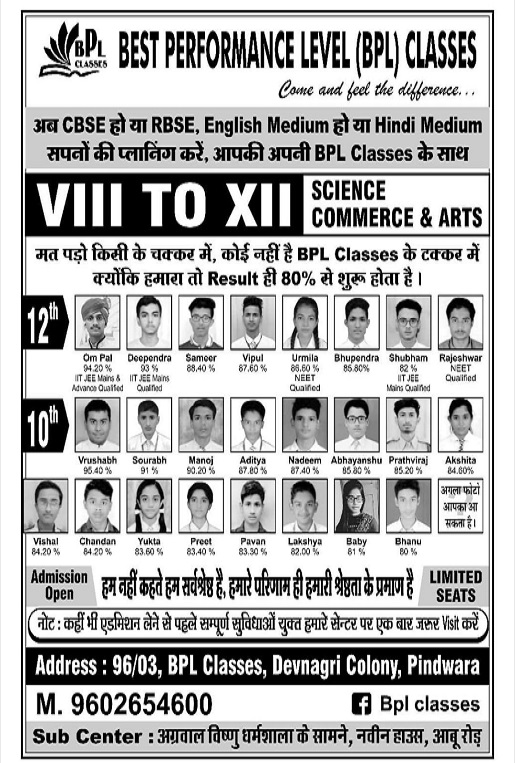 BPL
CLASSES
BEST PERFORMANCE LEVEL (BPL) CLASSES
Come and feel the difference...
अब CBSE हो या RBSE, English Medium हो या Hindi Medium
सपनों की प्लानिंग करें, आपकी अपनी BPL Classes के साथ
VIII TO XII
SCIENCE
COMMERCE & ARTS
मत पड़ो किसी के चक्कर में, कोई नहीं है BPL Classes के टक्कर में
क्योंकि हमारा तो Result ही 80% से शुरू होता है।
12th
Om Pal Deependra Sameer Vipul Urmila Bhupendra Shubham Rajeshwar
94.20 % 93 % 88.40 % 87.60 % 86.60 % 85.80% 82 % NEET
IIT JEE Mains & IIT JEE NEET IIT JEE Qualified
Advance Qualified Mains Qualified Qualified Mains Qualified
10th
Vrushabh Sourabh Manoj Aditya Nadeem Abhayanshu Prathviraj Akshita
95.40 % 91 % 90.20 % 87.80 % 87.40 % 85.80 % 85.20 % 84.60%
अगला फोटो
आपका आ
सकता है।
Vishal Chandan Yukta Preet Pavan Lakshya Baby Bhanu
84.20 % 84.20 % 83.60 % 83.40 % 83.30 % 82.00 % 81 % 80 %
Admission
Open
हम नहीं कहते हम सर्वश्रेष्ठ है, हमारे परिणाम ही हमारी श्रेष्ठता के प्रमाण है
LIMITED
SEATS
नोट : कहीं भी एडमिशन लेने से पहले सम्पूर्ण सुविधाओं युक्त हमारे सेन्टर पर एक बार जरूर Visit करें
Address : 96/03, BPL Classes, Devnagri Colony, Pindwara
M. 9602654600
f Bpl classes
Sub Center : अग्रवाल विष्णु धर्मशाला के सामने, नवीन हाउस, आबू रोड़